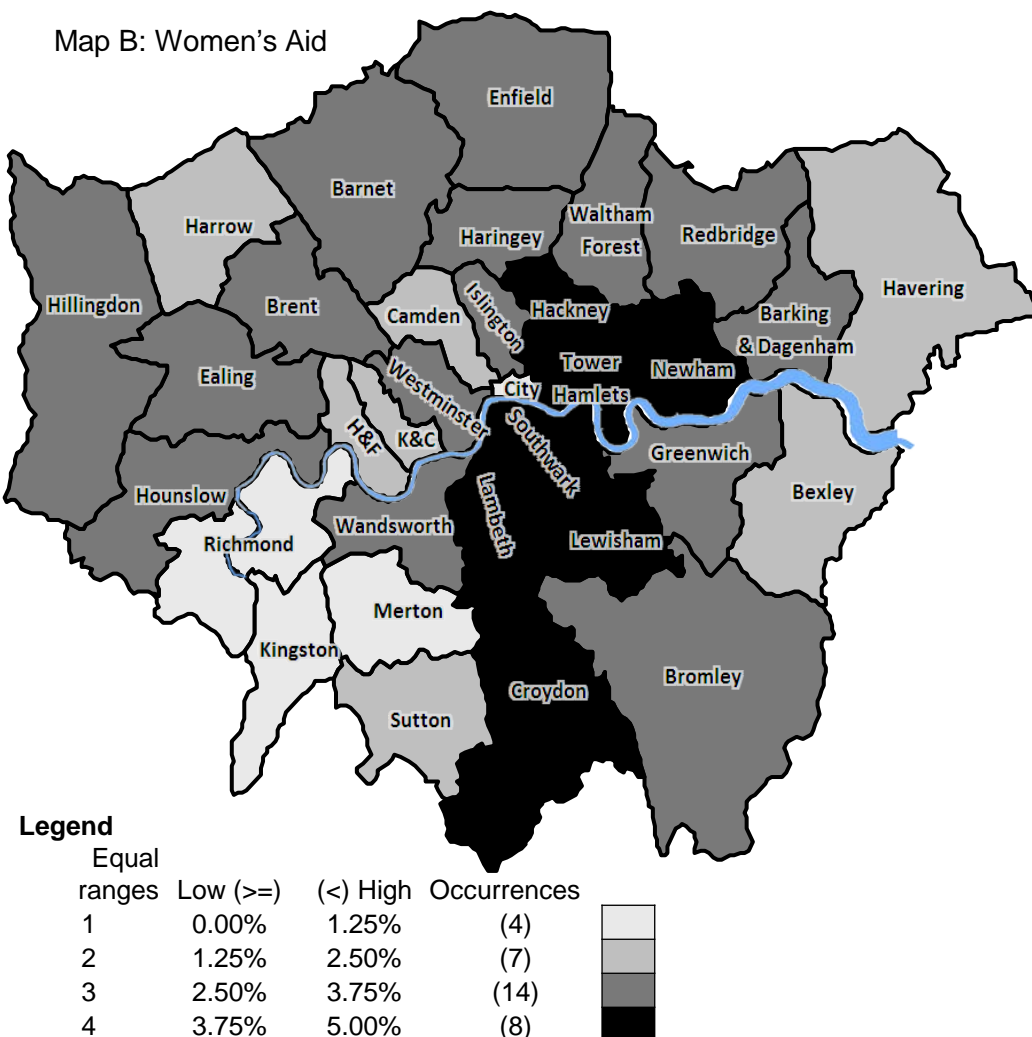 Map B: Women's Aid
Enfield
Barnet
Harrow
Haringey
Waltham
Forest
Redbridge
Havering
Hillingdon
Brent
Camden
Islington
Hackney
Barking
& Dagenham
Ealing
Westminster
City
Tower
Hamlets
Newham
H&F
K&C
Southwark
Greenwich
Hounslow
Bexley
Richmond
Wandsworth
Lambeth
Lewisham
Merton
Kingston
Croydon
Bromley
Sutton
Legend
Equal
ranges Low (>=) (<) High Occurrences
1 0.00% 1.25% (4)
2 1.25% 2.50% (7)
3 2.50% 3.75% (14)
4 3.75% 5.00% (8)